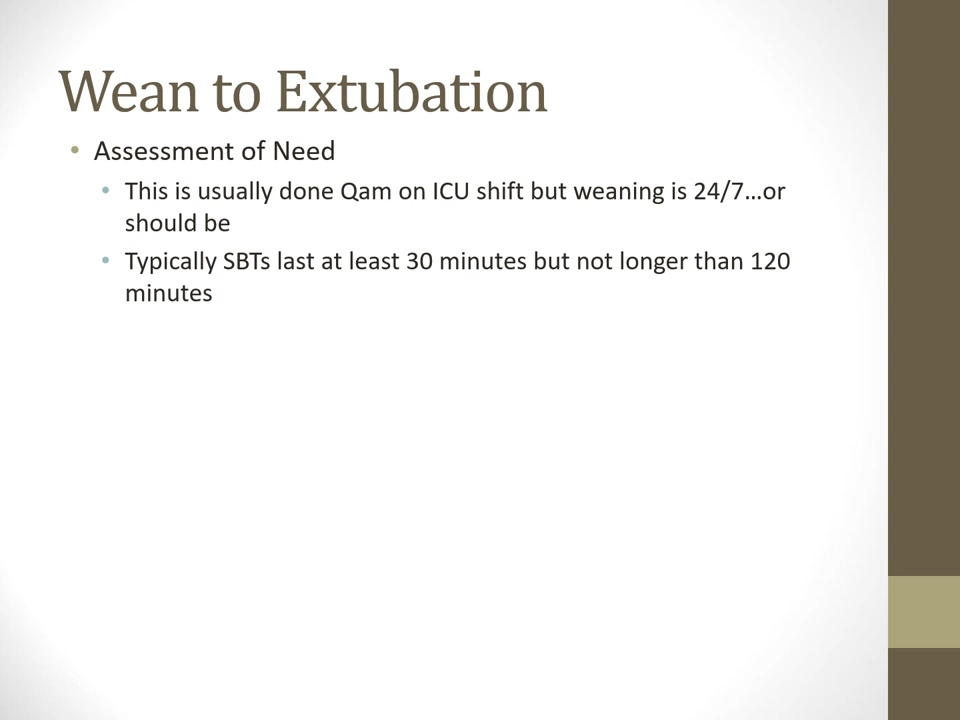 Wean to Extubation
• Assessment of Need
• This is usually done Qam on ICU shift but weaning is 24/7…or
should be
• Typically SBTs last at least 30 minutes but not longer than 120
minutes